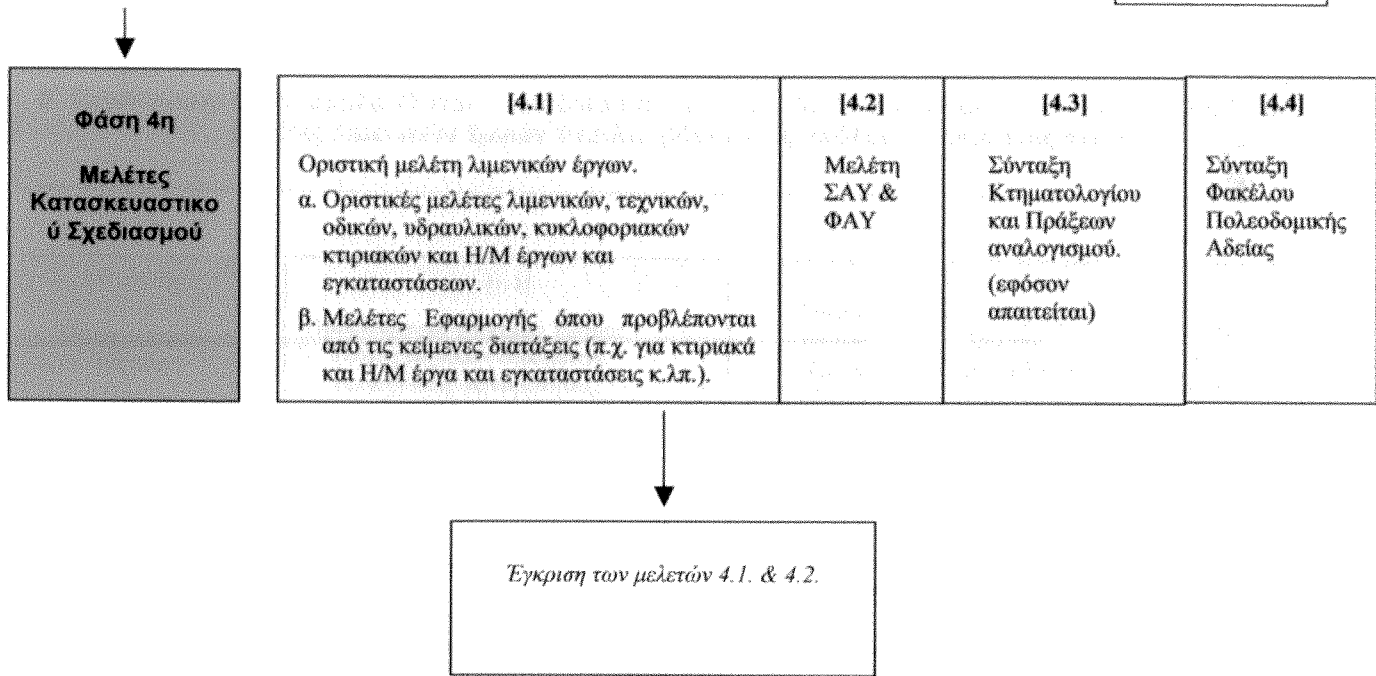 Φάση 4η
Μελέτες
Κατασκευαστικο
ύ Σχεδιασμού
[4.1]
Οριστική μελέτη λιμενικών έργων.
α. Οριστικές μελέτες λιμενικών, τεχνικών,
οδικών, υδραυλικών, κυκλοφοριακών
κτιριακών και Η/Μ έργων και
εγκαταστάσεων.
β. Μελέτες Εφαρμογής όπου προβλέπονται
από τις κείμενες διατάξεις (π.χ. για κτιριακά
και Η/Μ έργα και εγκαταστάσεις κ.λπ.).
[4.2]
Μελέτη
ΣΑΥ &
ΦΑΥ
[4.3]
Σύνταξη
Κτηματολογίου
και Πράξεων
αναλογισμού.
(εφόσον
απαιτείται)
[4.4]
Σύνταξη
Φακέλου
Πολεοδομικής
Αδείας
Έγκριση των μελετών 4.1. & 4.2.